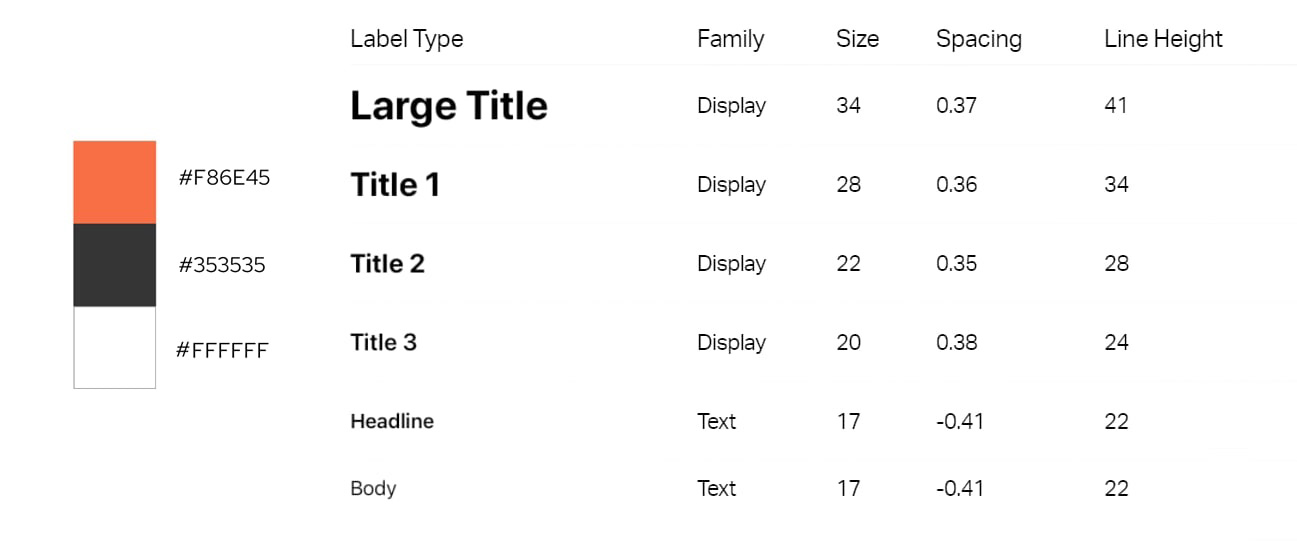 #F86E45
#353535
#FFFFFF
Label Type Family Size Spacing Line Height
Large Title Display 34 0.37 41
Title 1 Display 28 0.36 34
Title 2 Display 22 0.35 28
Title 3 Display 20 0.38 24
Headline Text 17 -0.41 22
Body Text 17 -0.41 22